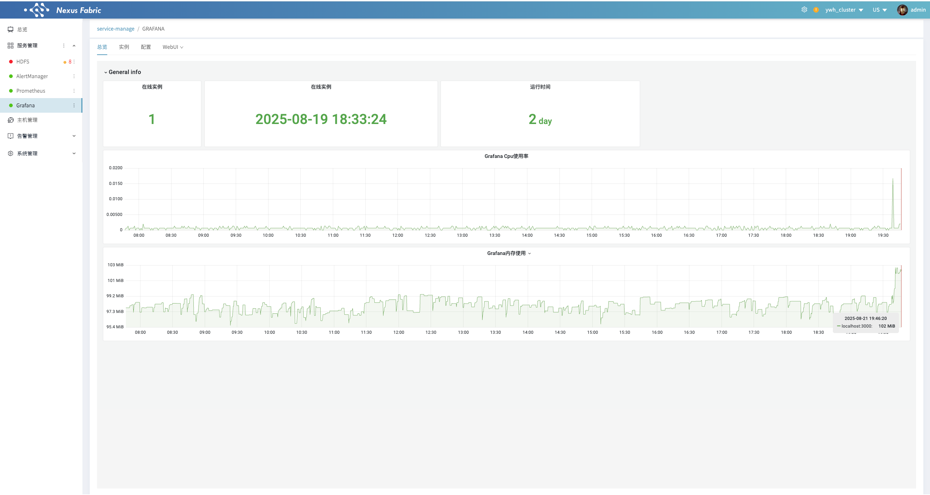 Nexus Fabric
ywh_cluster
US
admin
总览
服务管理
HDFS
8
AlertManager
Prometheus
Grafana
主机管理
告警管理
系统管理
service-manage / GRAFANA
总览 实例 配置 WebUI
General info
在线实例
1
在线实例
2025-08-19 18:33:24
运行时间
2 day
Grafana Cpu使用率
0.0200
0.0150
0.0100
0.00500
0
08:00 08:30 09:00 09:30 10:00 10:30 11:00 11:30 12:00 12:30 13:00 13:30 14:00 14:30 15:00 15:30 16:00 16:30 17:00 17:30 18:00 18:30 19:00 19:30
Grafana内存使用
103 MiB
101 MiB
99.2 MiB
97.3 MiB
95.4 MiB
08:00 08:30 09:00 09:30 10:00 10:30 11:00 11:30 12:00 12:30 13:00 13:30 14:00 14:30 15:00 15:30 16:00 16:30 17:00 17:30 18:00 18:30
2025-08-21 19:46:20
localhost:3000 102 MiB